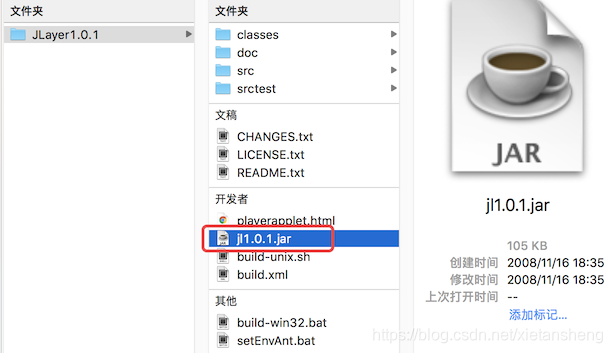 文件夹
JLayer1.0.1
文件夹
classes
doc
src
srctest
文稿
CHANGES.txt
LICENSE.txt
README.txt
开发者
playerapplet.html
jl1.0.1.jar
build-unix.sh
build.xml
其他
build-win32.bat
setEnvAnt.bat
JAR
jl1.0.1.jar
105 KB
创建时间 2008/11/16 18:35
修改时间 2008/11/16 18:35
上次打开时间 --
添加标记...
https://blog.csdn.net/xietansheng